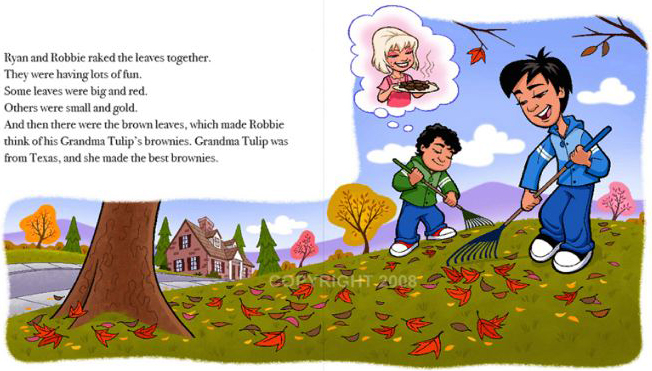 Ryan and Robbie raked the leaves together.
They were having lots of fun.
Some leaves were big and red.
Others were small and gold.
And then there were the brown leaves, which made Robbie
think of his Grandma Tulip's brownies. Grandma Tulip was
from Texas, and she made the best brownies.
COPYRIGHT 2008